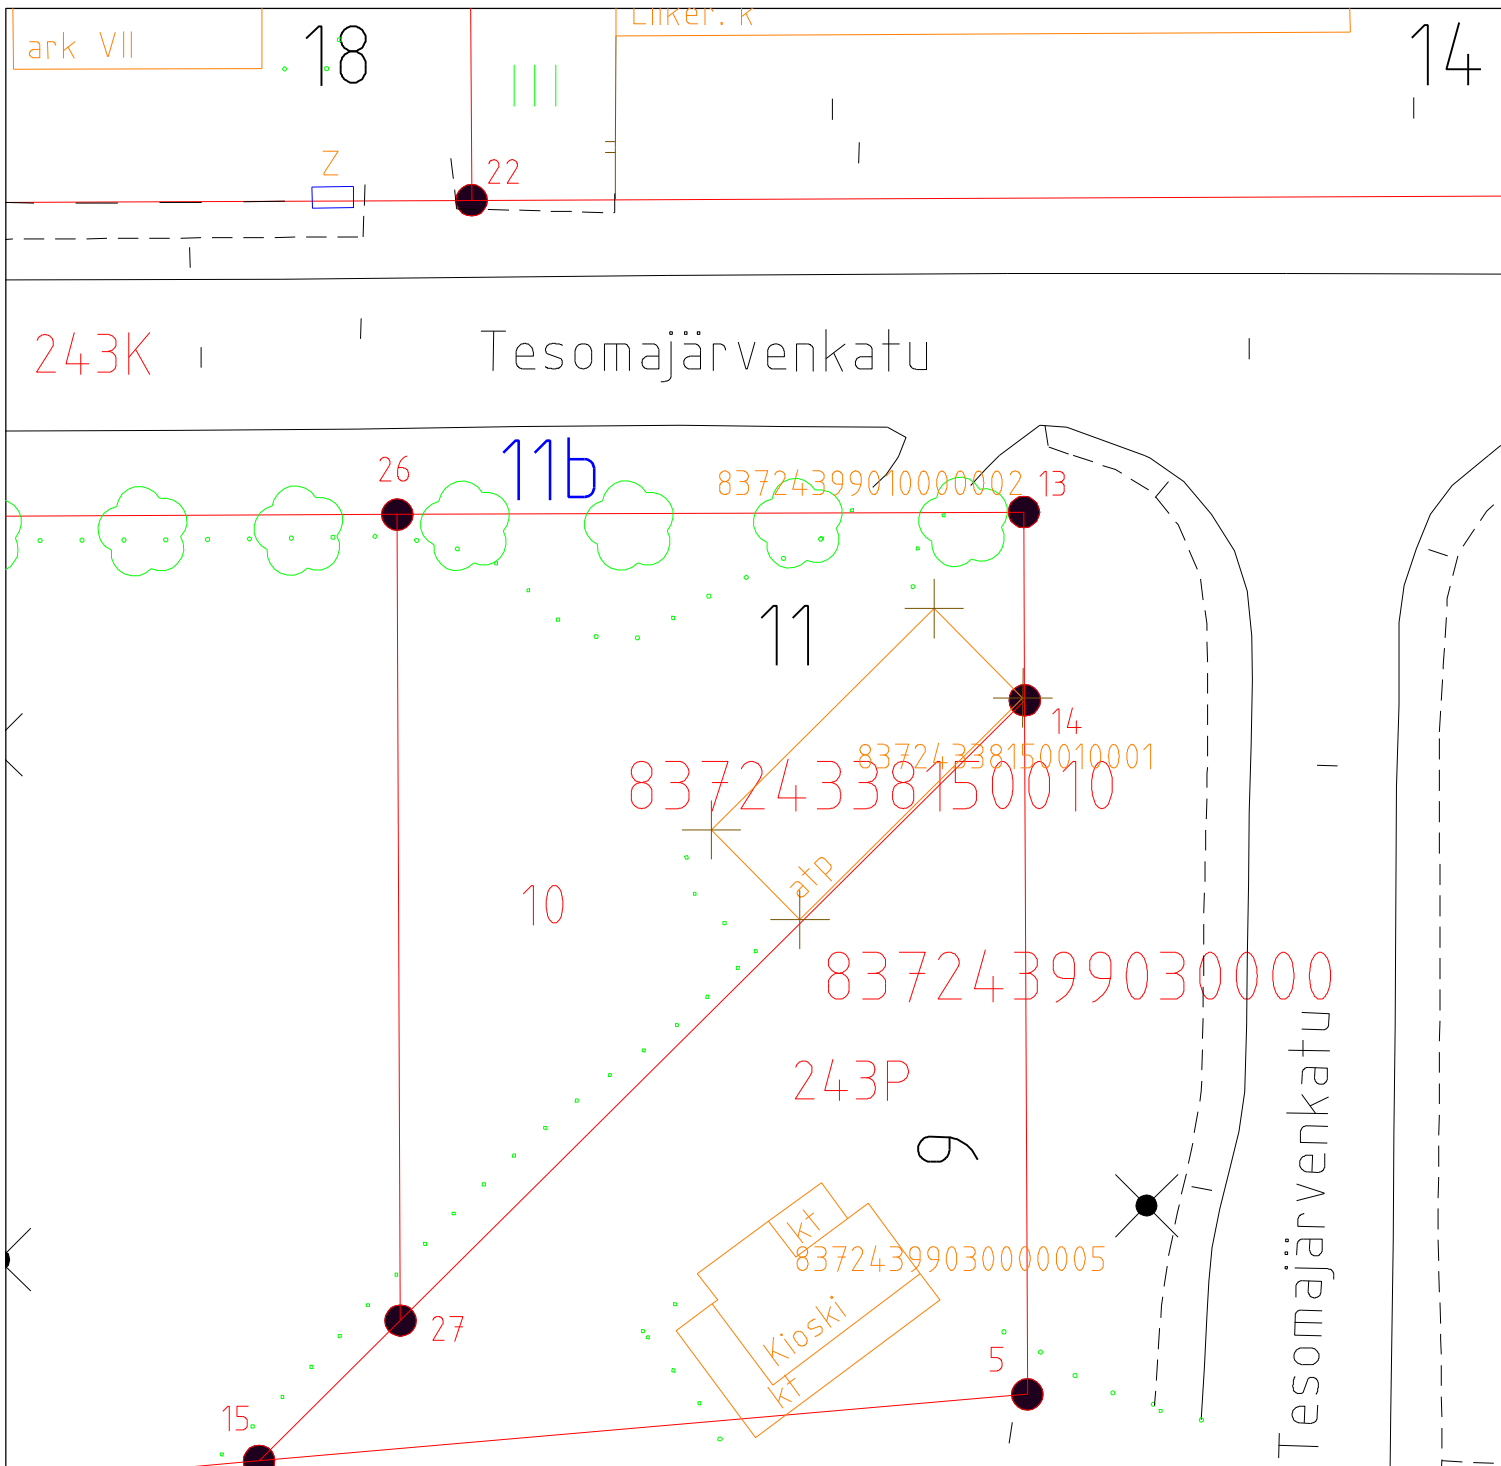 Liiker. k
ark VII
18
14
III
Z
22
243K
Tesomajärvenkatu
11b
26
83724399010000002
13
11
14
83724338150010001
83724338150010
atp
10
83724399030000
243P
9
Tesomajärvenkatu
kt
83724399030000005
Kioski
kt
27
5
15